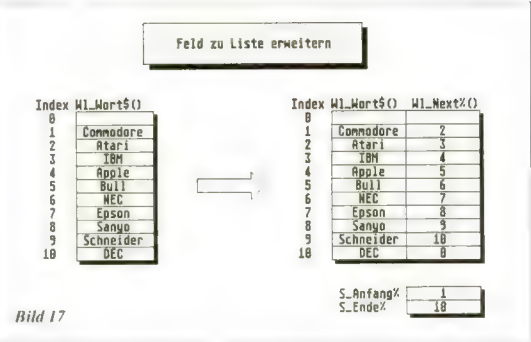 Feld zu Liste erweitern
Index Wl_Wort$()
0
1 Commodore
2 Atari
3 IBM
4 Apple
5 Bull
6 NEC
7 Epson
8 Sanyo
9 Schneider
10 DEC
Index Wl_Wort$() Wl_Next%()
0
1 Commodore 2
2 Atari 3
3 IBM 4
4 Apple 5
5 Bull 6
6 NEC 7
7 Epson 8
8 Sanyo 9
9 Schneider 10
10 DEC 0
S_Anfang% 1
S_Ende% 10
Bild 17